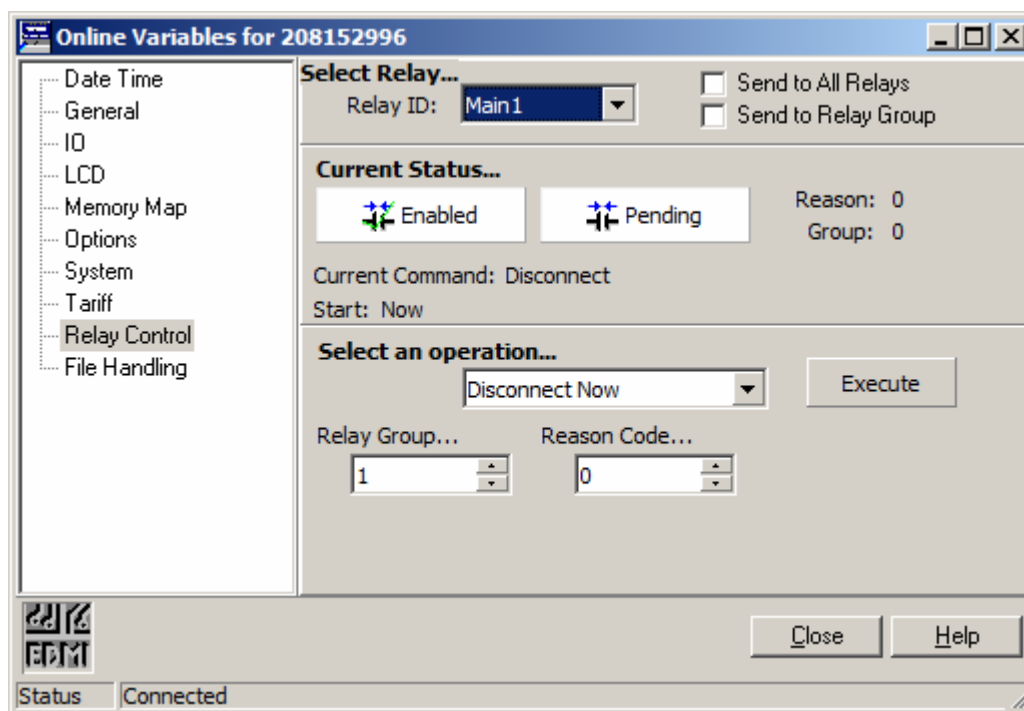 Online Variables for 208152996
Date Time
General
IO
LCD
Memory Map
Options
System
Tariff
Relay Control
File Handling
Select Relay...
Relay ID: Main1
Send to All Relays
Send to Relay Group
Current Status...
Enabled Pending
Reason: 0
Group: 0
Current Command: Disconnect
Start: Now
Select an operation...
Disconnect Now Execute
Relay Group... Reason Code...
1 0
EDMI
Close Help
Status Connected